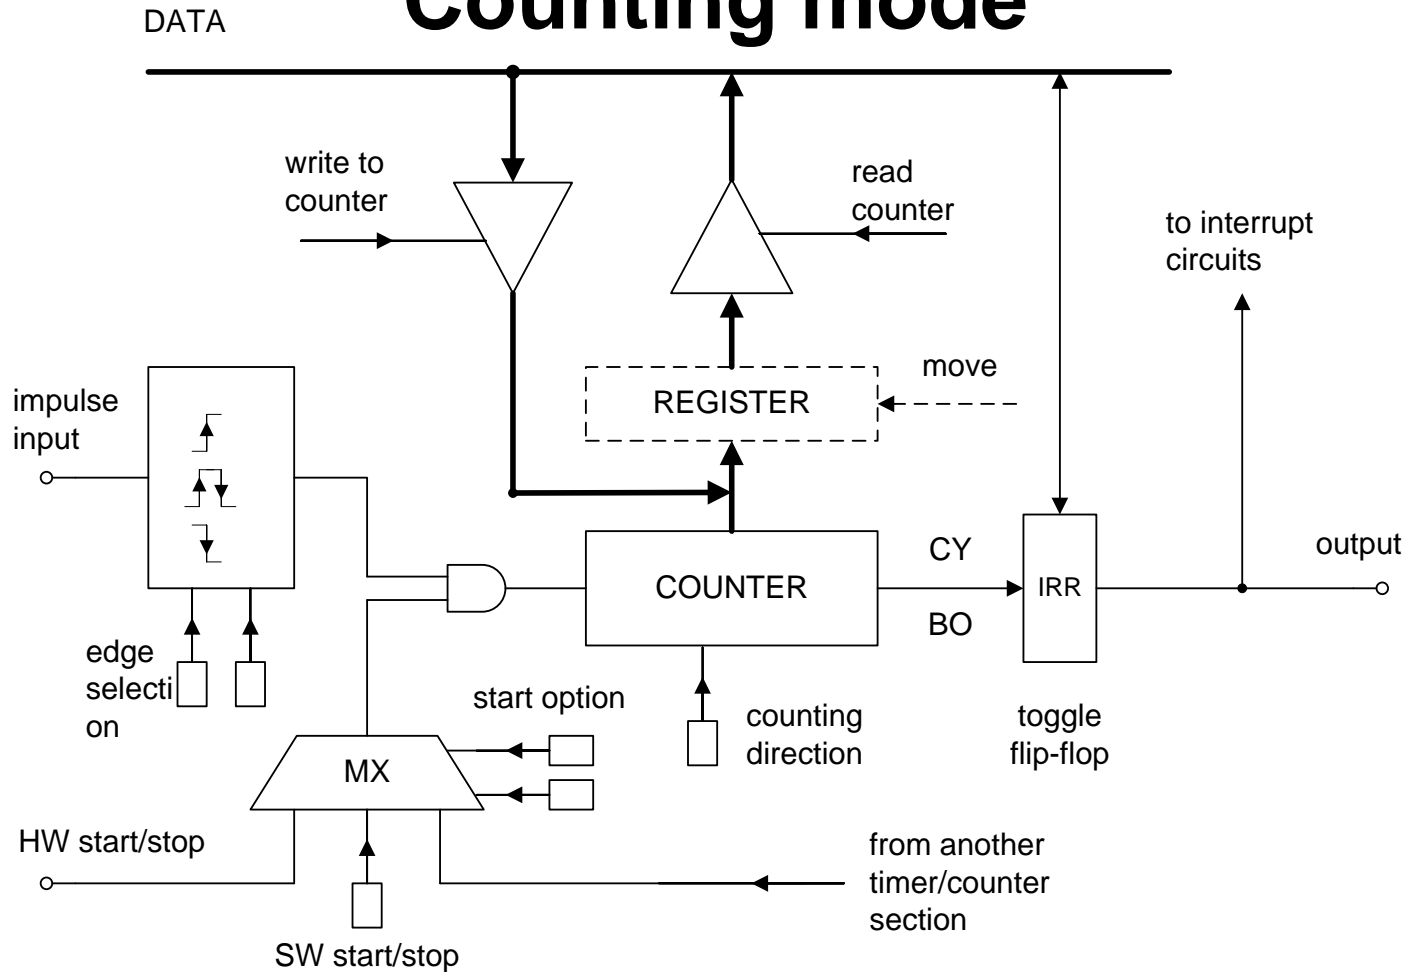 Counting mode
DATA
write to
counter
read
counter
to interrupt
circuits
impulse
input
move
REGISTER
output
CY
COUNTER
IRR
BO
edge
selecti
on
start option
counting
direction
toggle
flip-flop
MX
HW start/stop
from another
timer/counter
section
SW start/stop